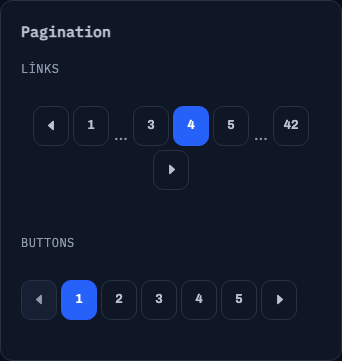 Pagination
LİNKS
1 ... 3 4 5 ... 42
BUTTONS
1 2 3 4 5